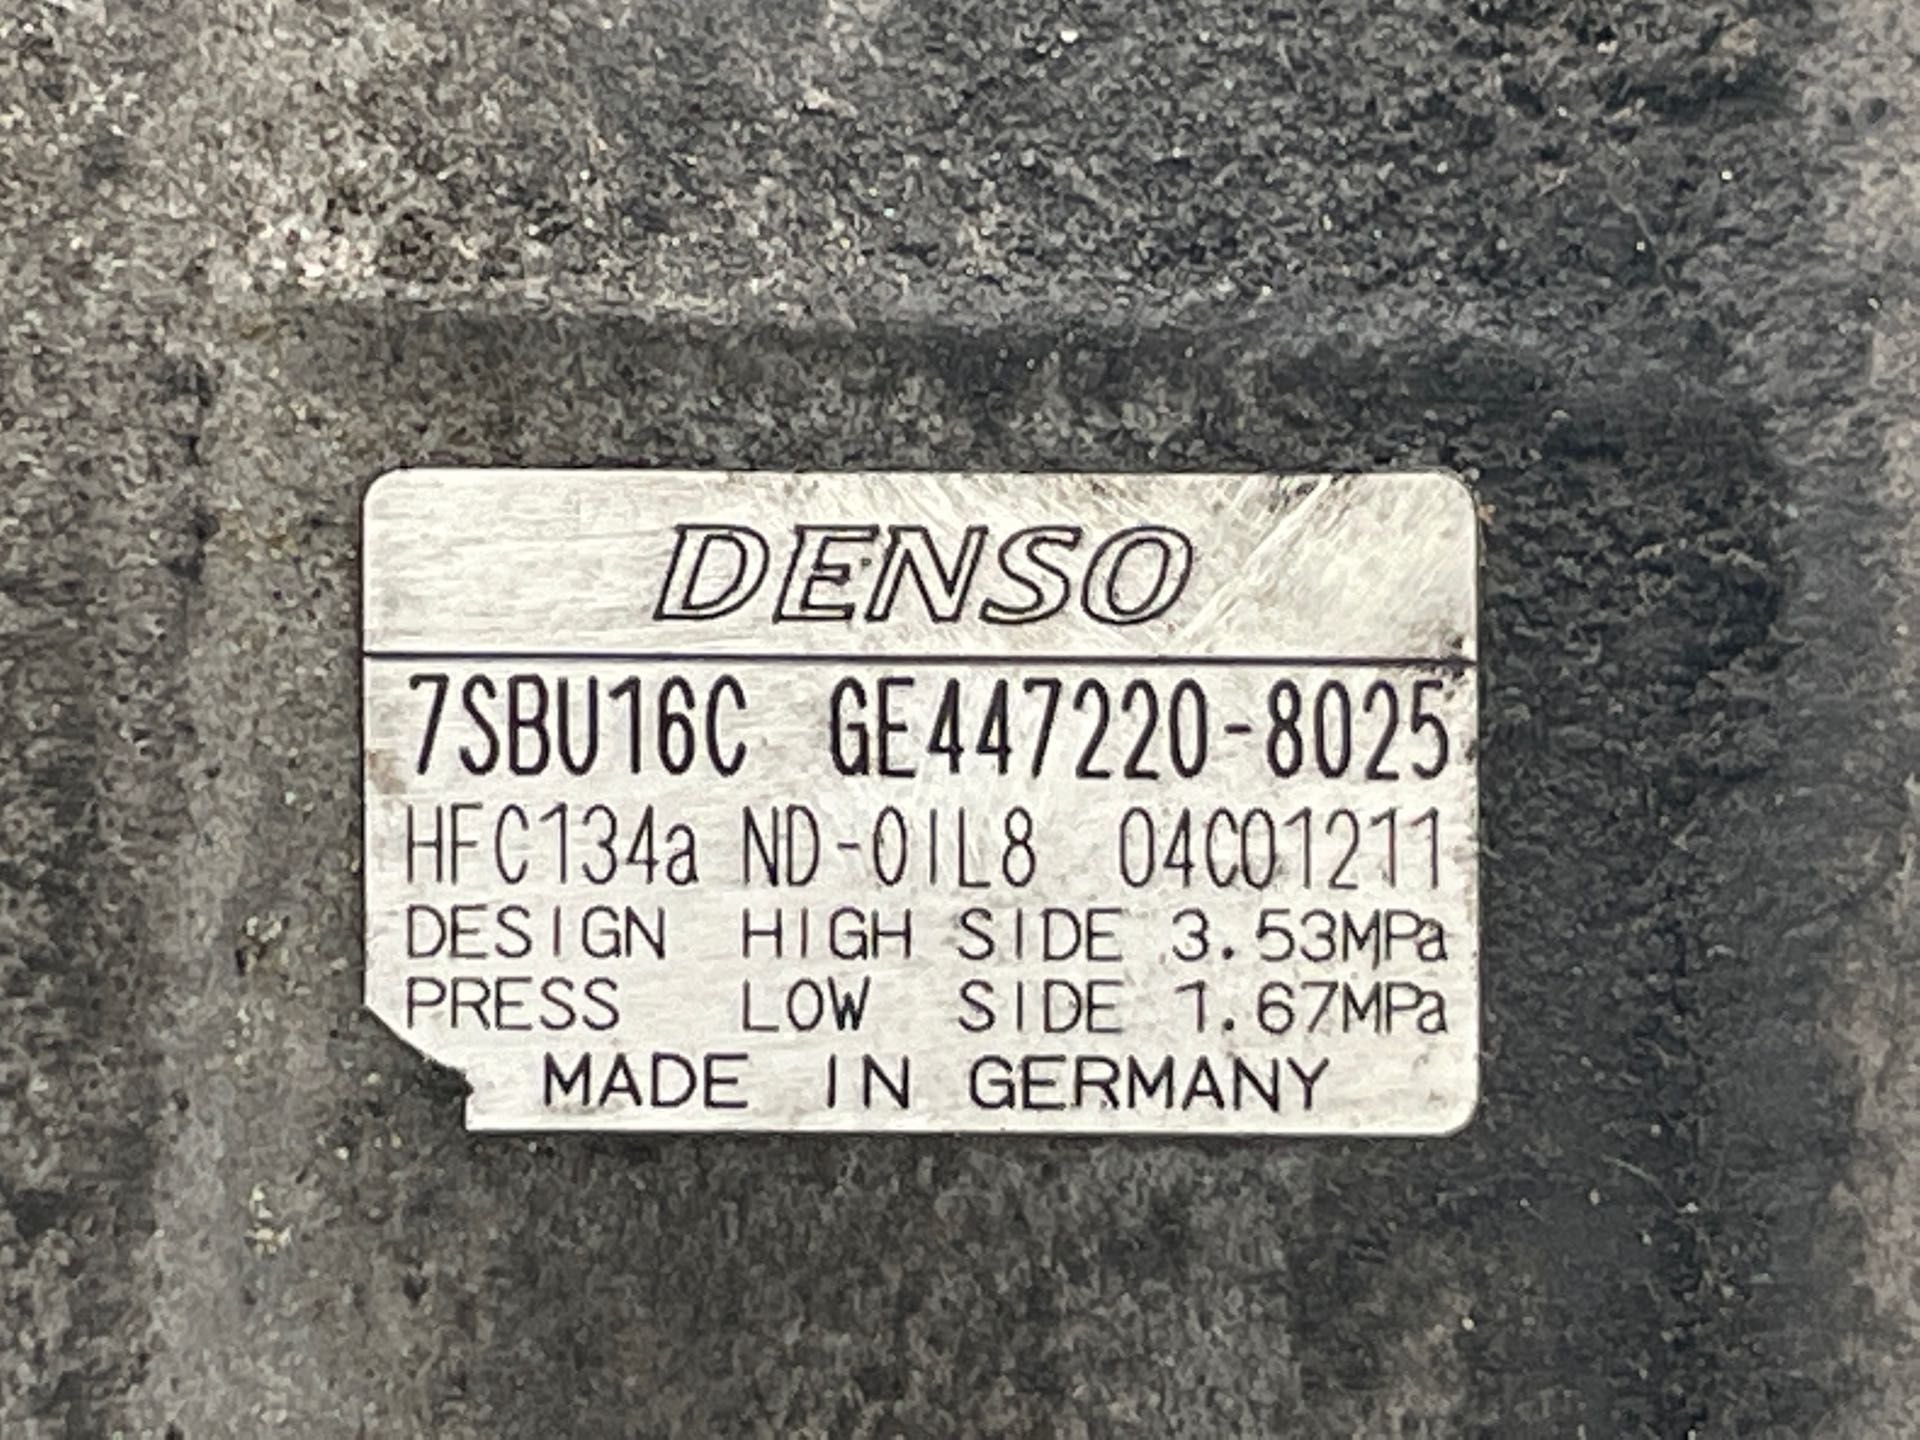 DENSO
7SBU16C GE447220-8025
HFC134a ND-OIL8 04C01211
DESIGN HIGH SIDE 3.53MPa
PRESS LOW SIDE 1.67MPa
MADE IN GERMANY